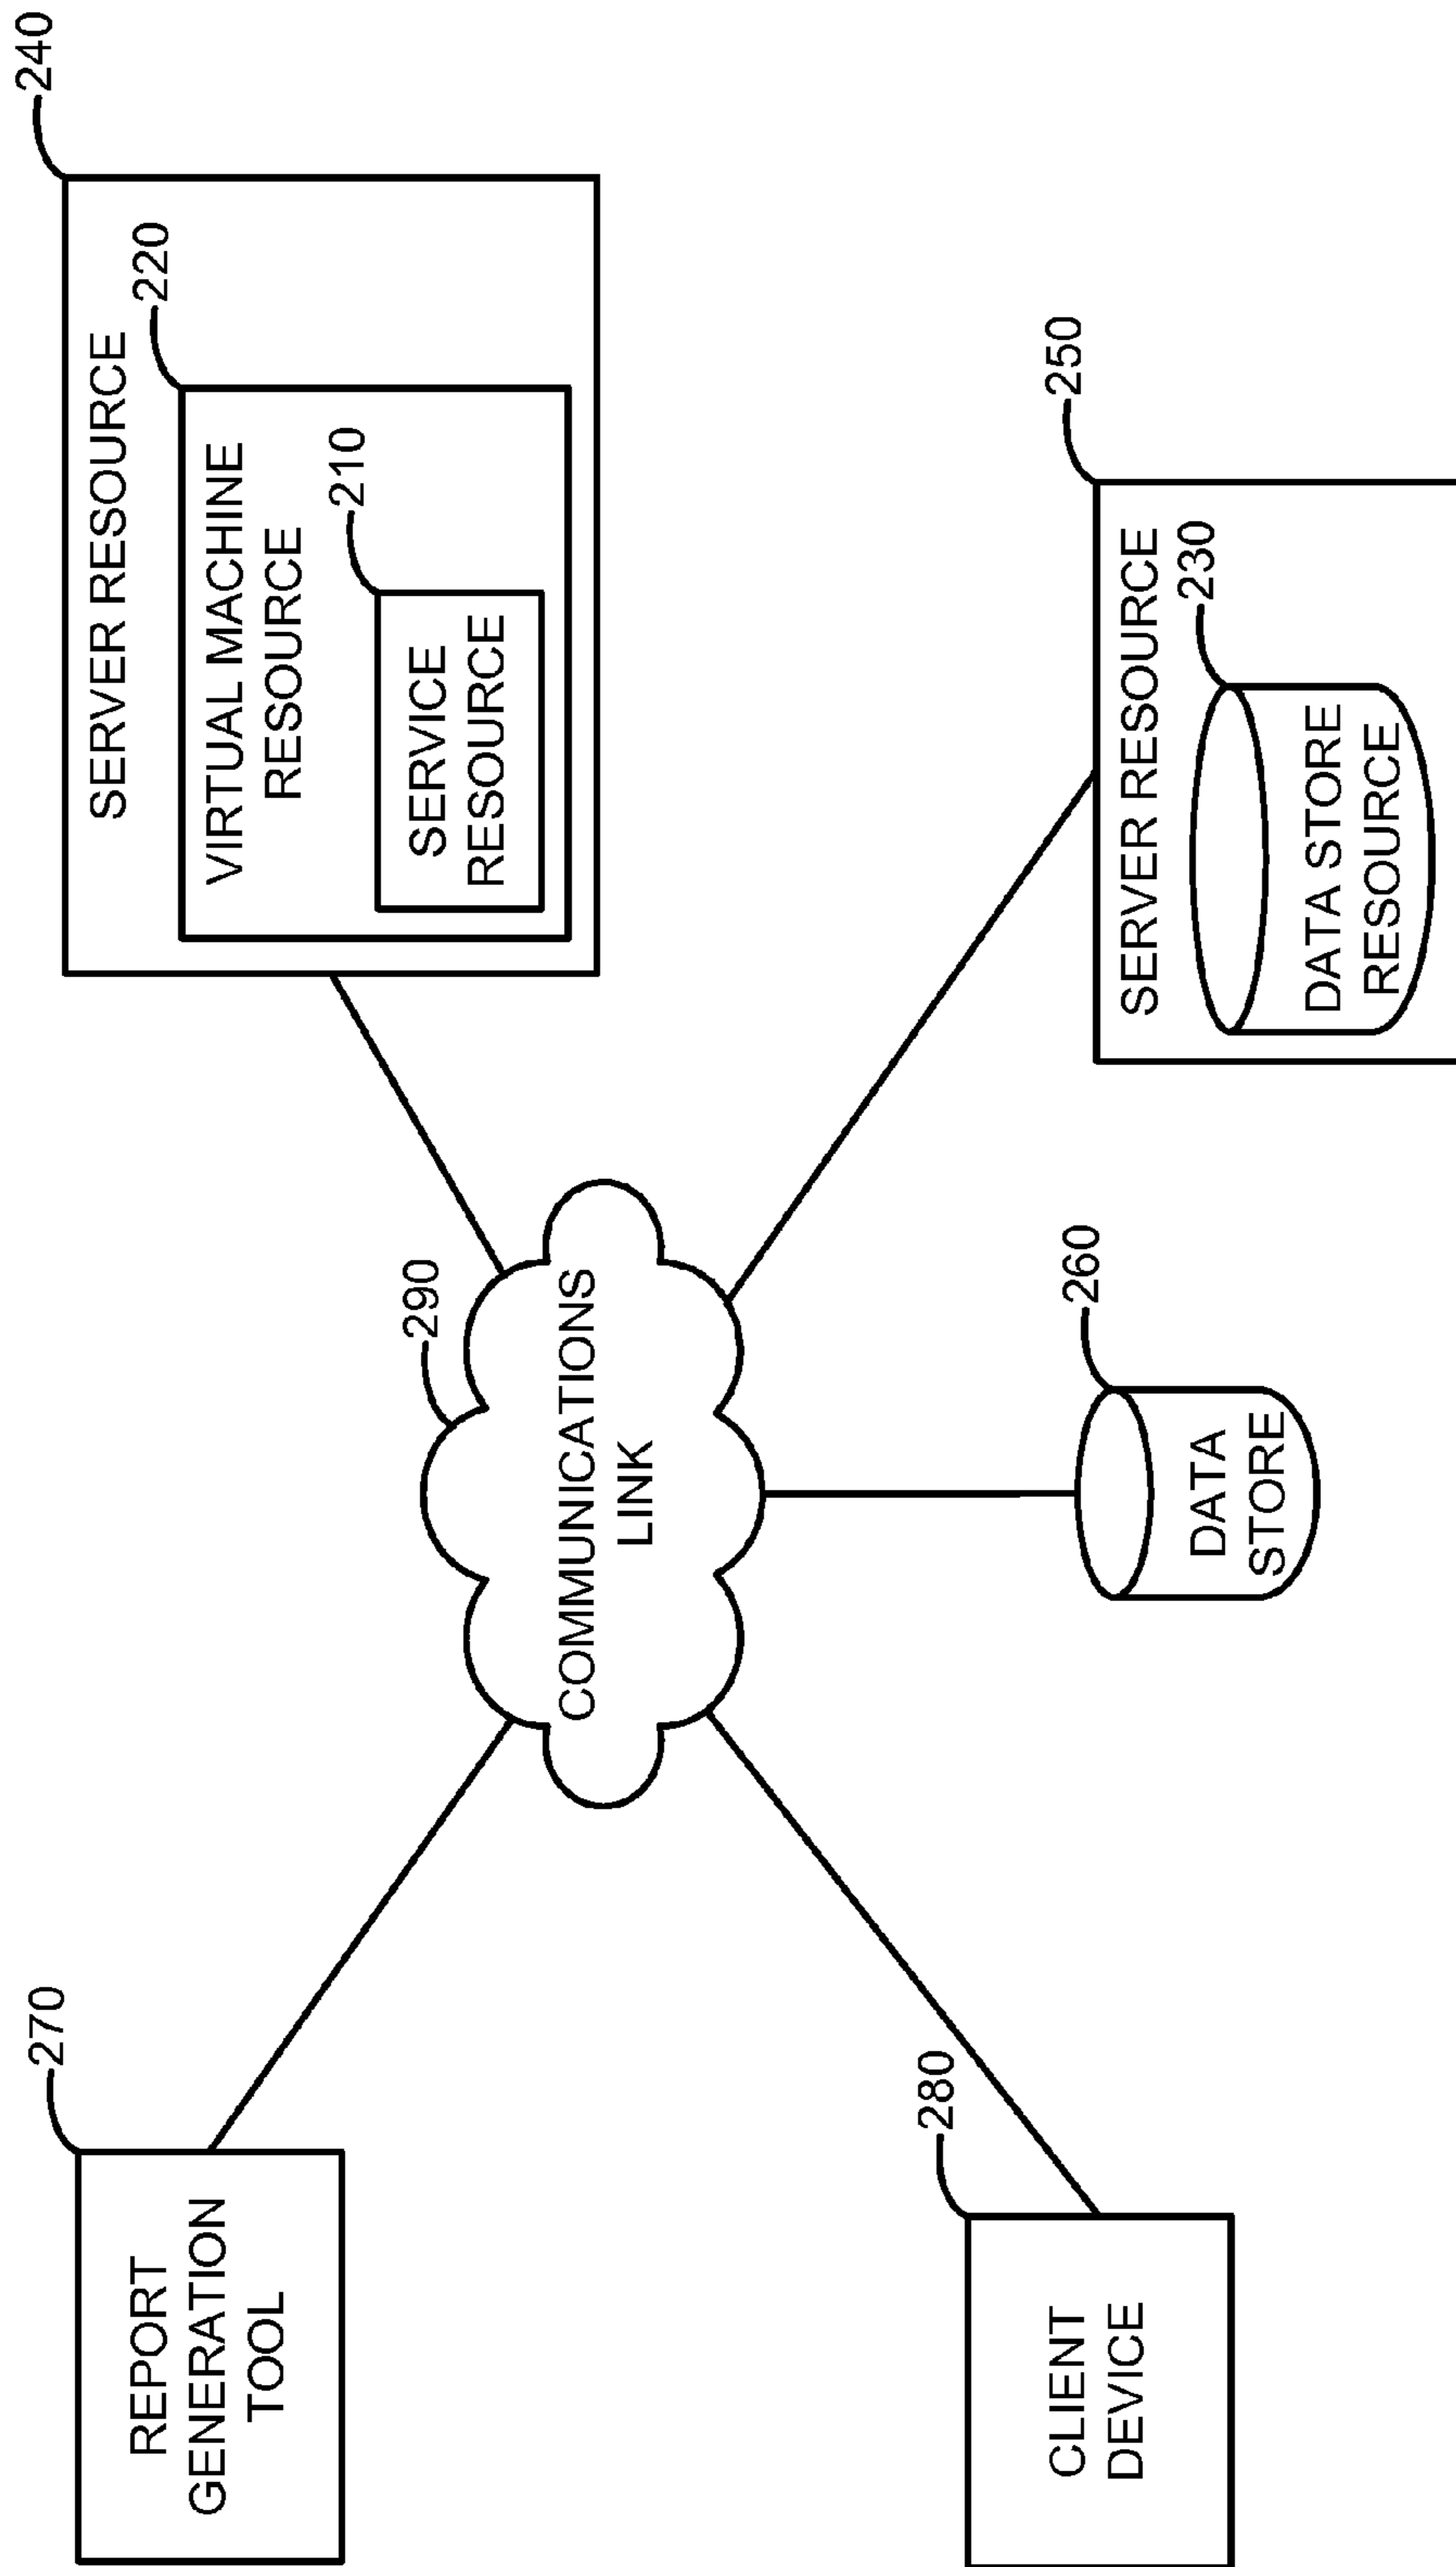 270
REPORT
GENERATION
TOOL
290
COMMUNICATIONS
LINK
240
SERVER RESOURCE
220
VIRTUAL MACHINE
RESOURCE
210
SERVICE
RESOURCE
280
CLIENT
DEVICE
260
DATA
STORE
250
SERVER RESOURCE
230
DATA STORE
RESOURCE